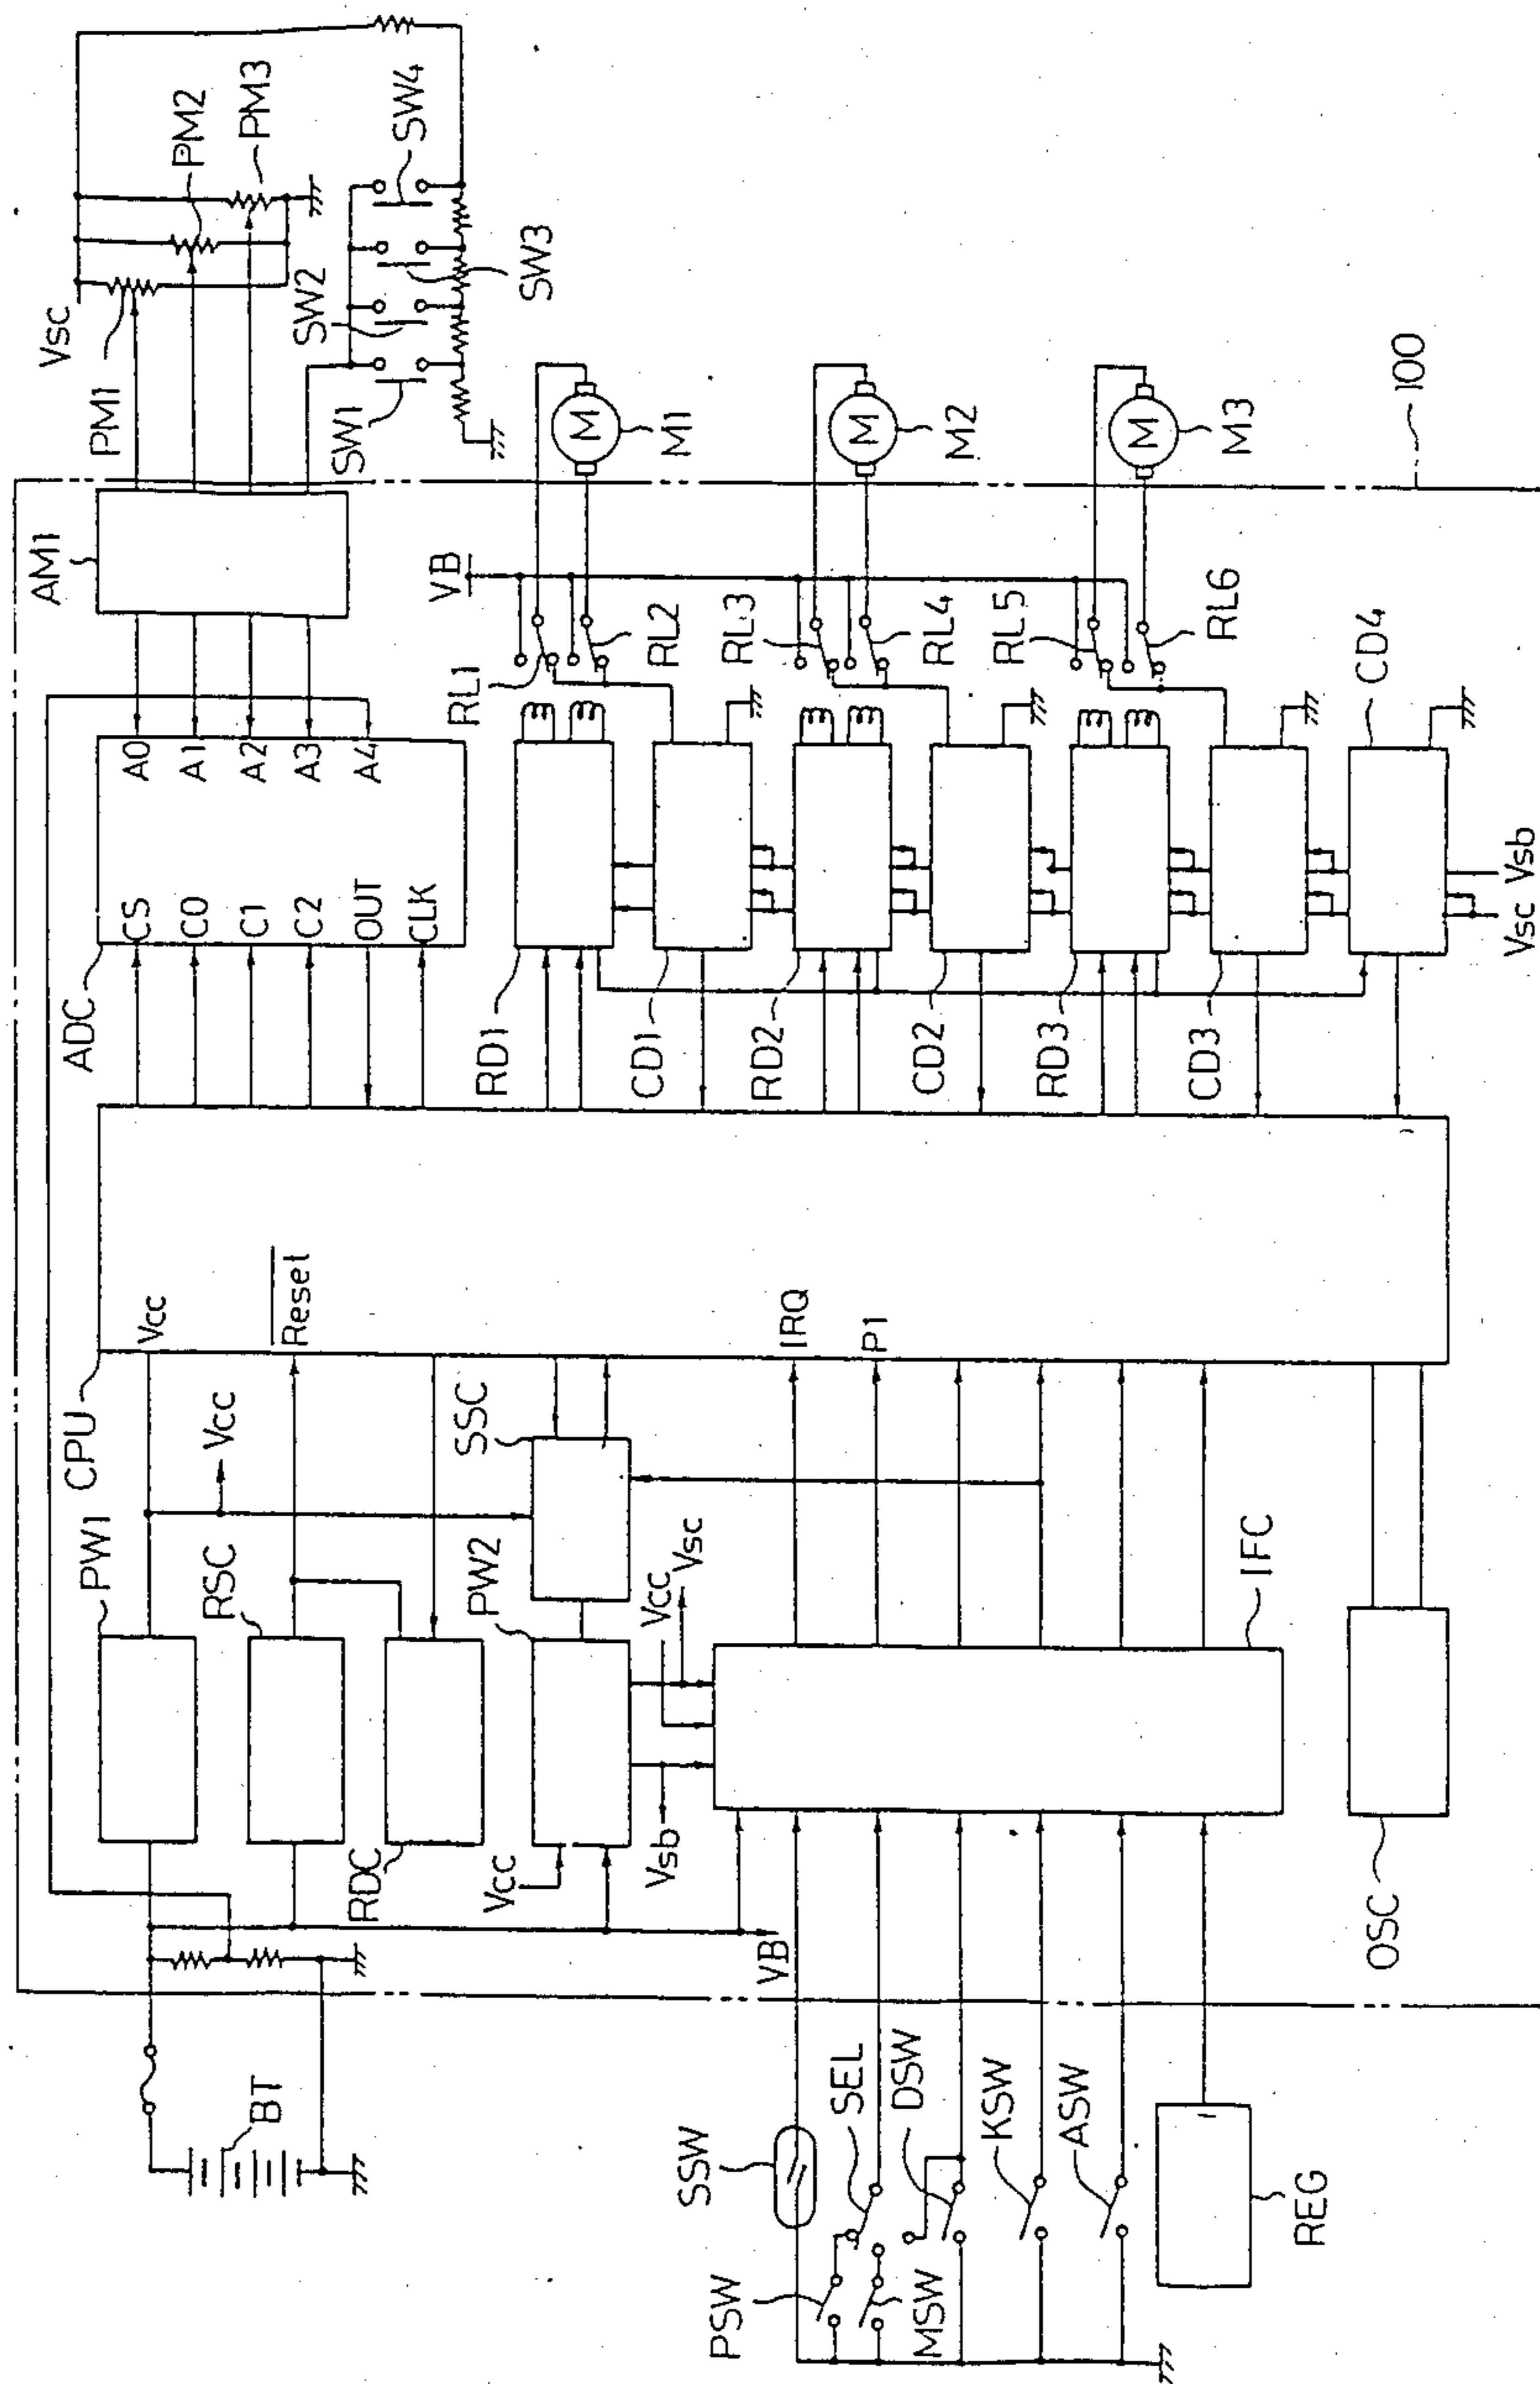 Vsc
PM1
PM2
PM3
SW1
SW2
SW3
SW4
AM1
ADC
CS
C0
C1
C2
OUT
CLK
A0
A1
A2
A3
A4
VB
M
M1
M
M2
M
M3
RL1
RL2
RL3
RL4
RL5
RL6
RD1
CD1
RD2
CD2
RD3
CD3
CD4
Vsc
Vsb
100
CPU
Vcc
Reset
IRQ
P1
PW1
Vcc
RSC
RDC
SSC
PW2
Vcc
Vcc
Vsc
Vsb
VB
IFC
OSC
BT
SSW
SEL
PSW
MSW
DSW
KSW
ASW
REG